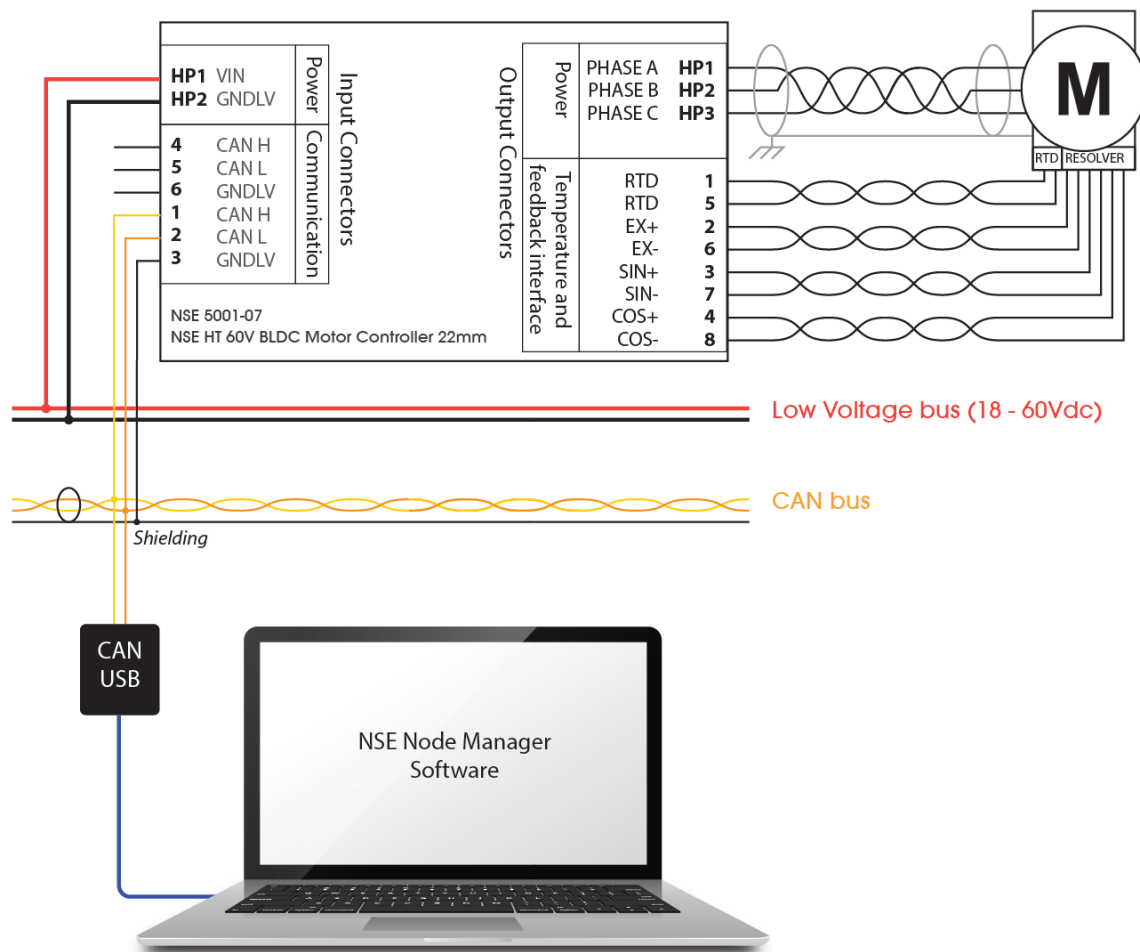 HP1 VIN
HP2 GNDLV
Power
4 CAN H
5 CAN L
6 GNDLV
1 CAN H
2 CAN L
3 GNDLV
Communication
Input Connectors
NSE 5001-07
NSE HT 60V BLDC Motor Controller 22mm
Output Connectors
Power
PHASE A HP1
PHASE B HP2
PHASE C HP3
Temperature and
feedback interface
RTD 1
RTD 5
EX+ 2
EX- 6
SIN+ 3
SIN- 7
COS+ 4
COS- 8
M
RTD RESOLVER
Low Voltage bus (18 - 60Vdc)
CAN bus
Shielding
CAN
USB
NSE Node Manager
Software